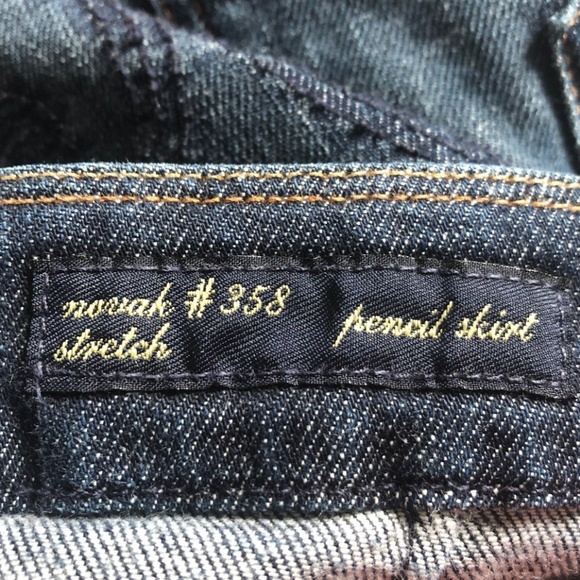 novak # 358
stretch
pencil skirt